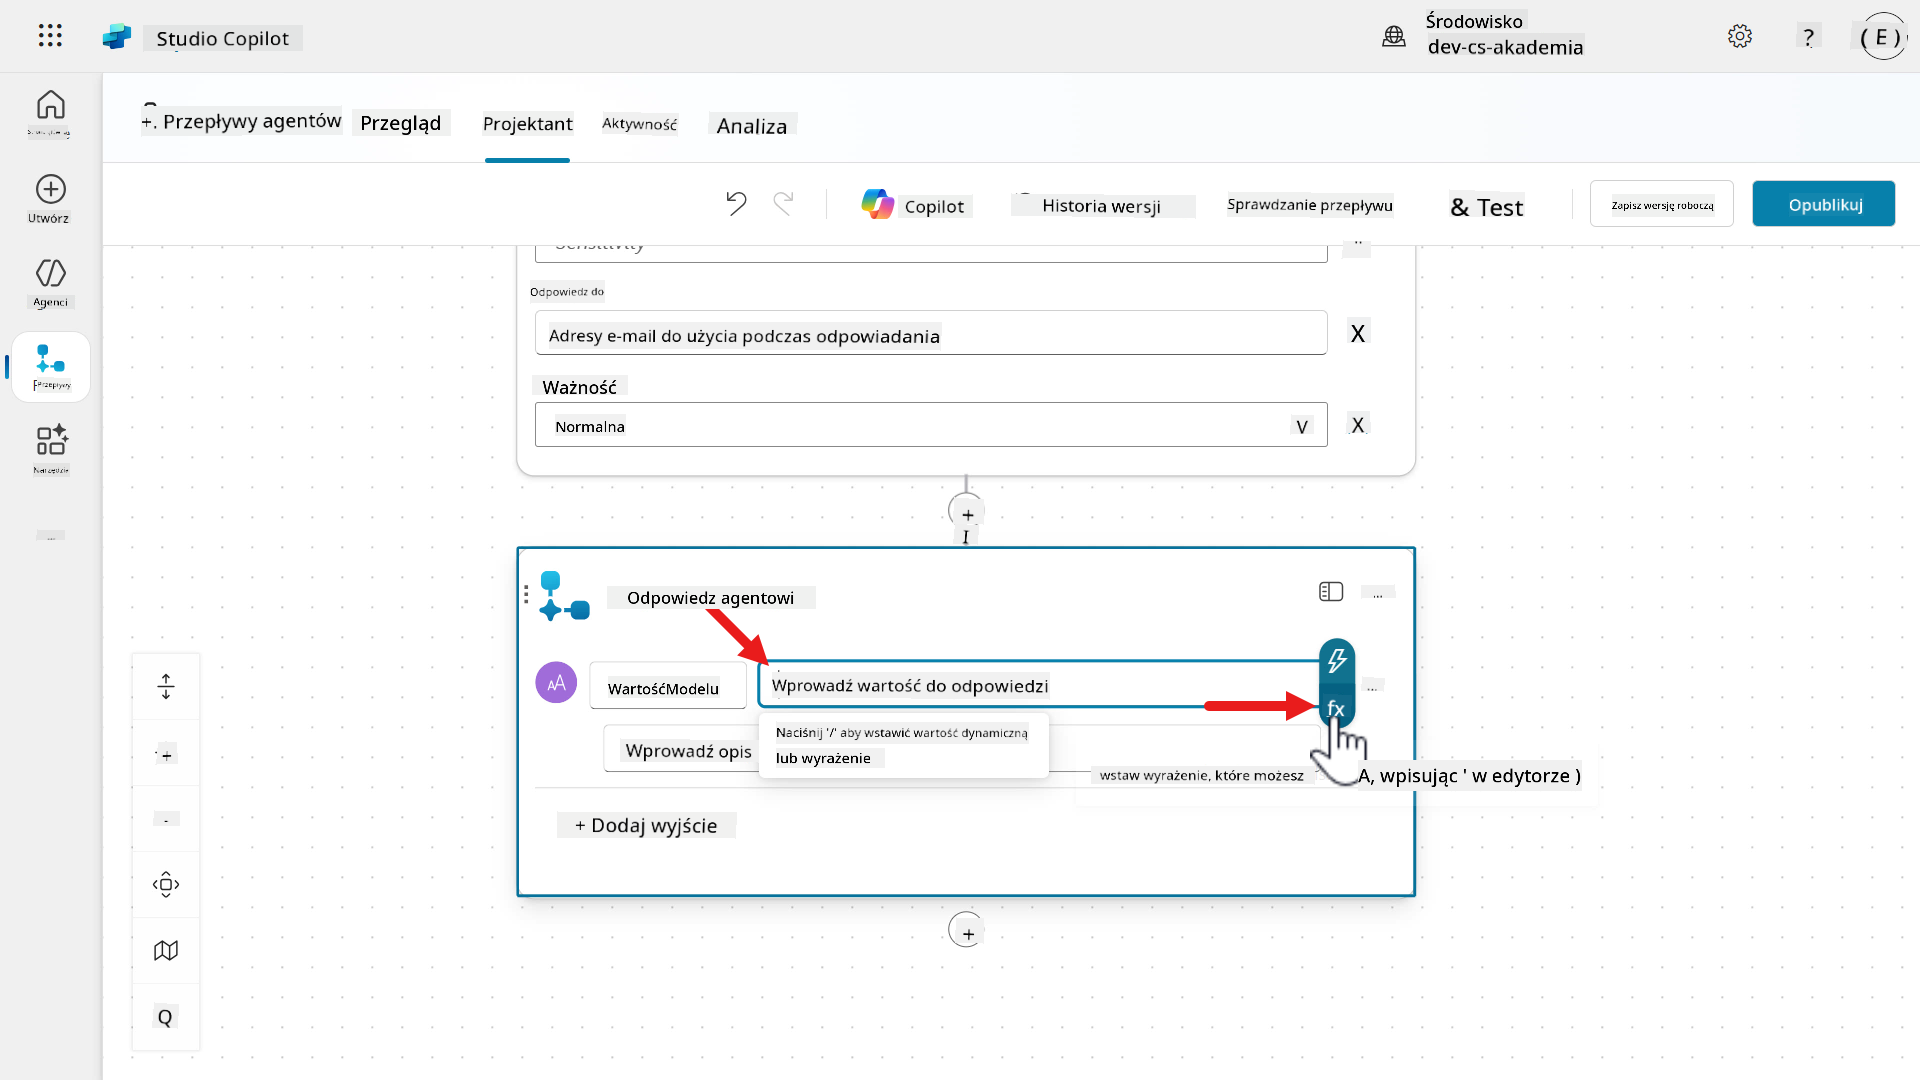 Studio Copilot
Środowisko
dev-cs-akademia
?
( E )
+. Przepływy agentów
Przegląd
Projektant
Aktywność
Analiza
Copilot
Historia wersji
Sprawdzanie przepływu
& Test
Zapisz wersję roboczą
Opublikuj
Utwórz
Agenci
Przepływy
Narzędzia
...
Sensitivity
Odpowiedz do
Adresy e-mail do użycia podczas odpowiadania
X
Ważność
Normalna
V
X
+
Odpowiedz agentowi
...
AA
WartośćModelu
Wprowadź wartość do odpowiedzi
...
fx
Naciśnij '/' aby wstawić wartość dynamiczną
lub wyrażenie
Wprowadź opis
wstaw wyrażenie, które możesz
A, wpisując ' w edytorze )
+ Dodaj wyjście
+
+
-
Q